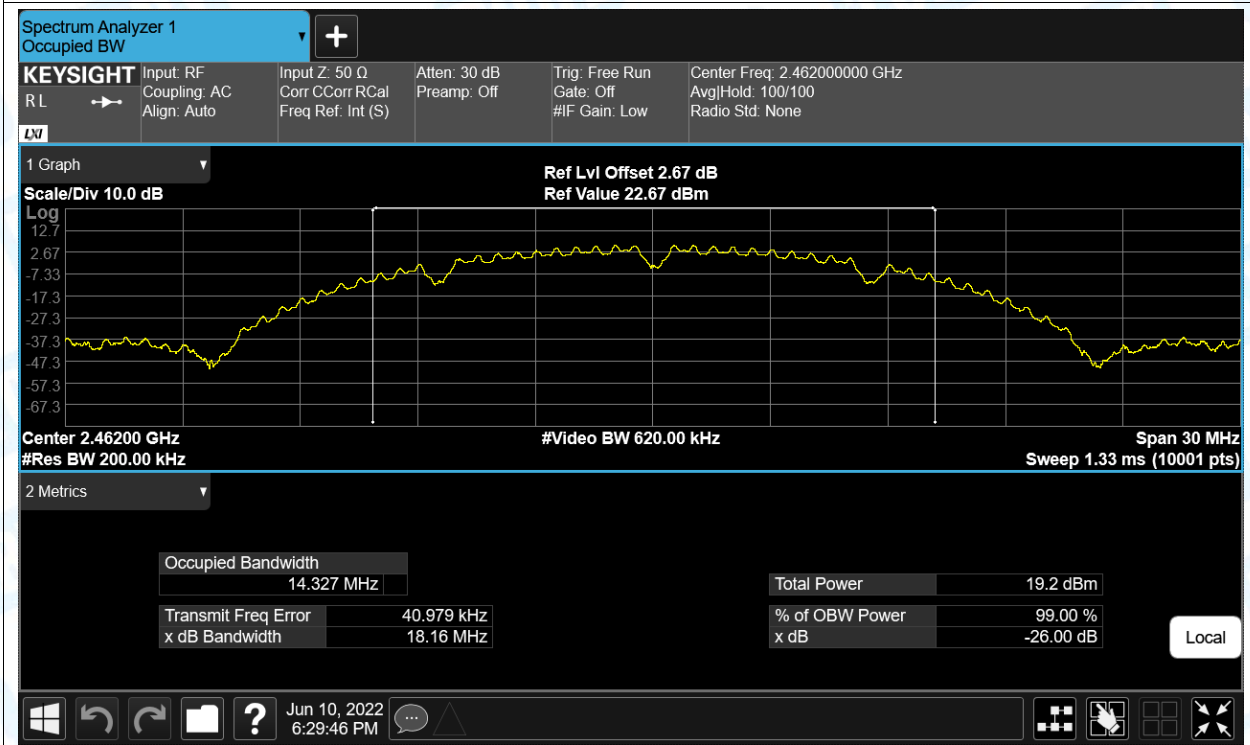 Spectrum Analyzer 1
Occupied BW
KEYSIGHT
R L
LXI
Input: RF
Coupling: AC
Align: Auto
Input Z: 50 Ω
Corr CCorr RCal
Freq Ref: Int (S)
Atten: 30 dB
Preamp: Off
Trig: Free Run
Gate: Off
#IF Gain: Low
Center Freq: 2.462000000 GHz
Avg|Hold: 100/100
Radio Std: None
1 Graph
Ref Lvl Offset 2.67 dB
Scale/Div 10.0 dB
Ref Value 22.67 dBm
Log
12.7
2.67
-7.33
-17.3
-27.3
-37.3
-47.3
-57.3
-67.3
Center 2.46200 GHz
#Video BW 620.00 kHz
Span 30 MHz
#Res BW 200.00 kHz
Sweep 1.33 ms (10001 pts)
2 Metrics
Occupied Bandwidth
14.327 MHz
Total Power 19.2 dBm
Transmit Freq Error 40.979 kHz
% of OBW Power 99.00 %
x dB Bandwidth 18.16 MHz
x dB -26.00 dB
Local
?
Jun 10, 2022
6:29:46 PM